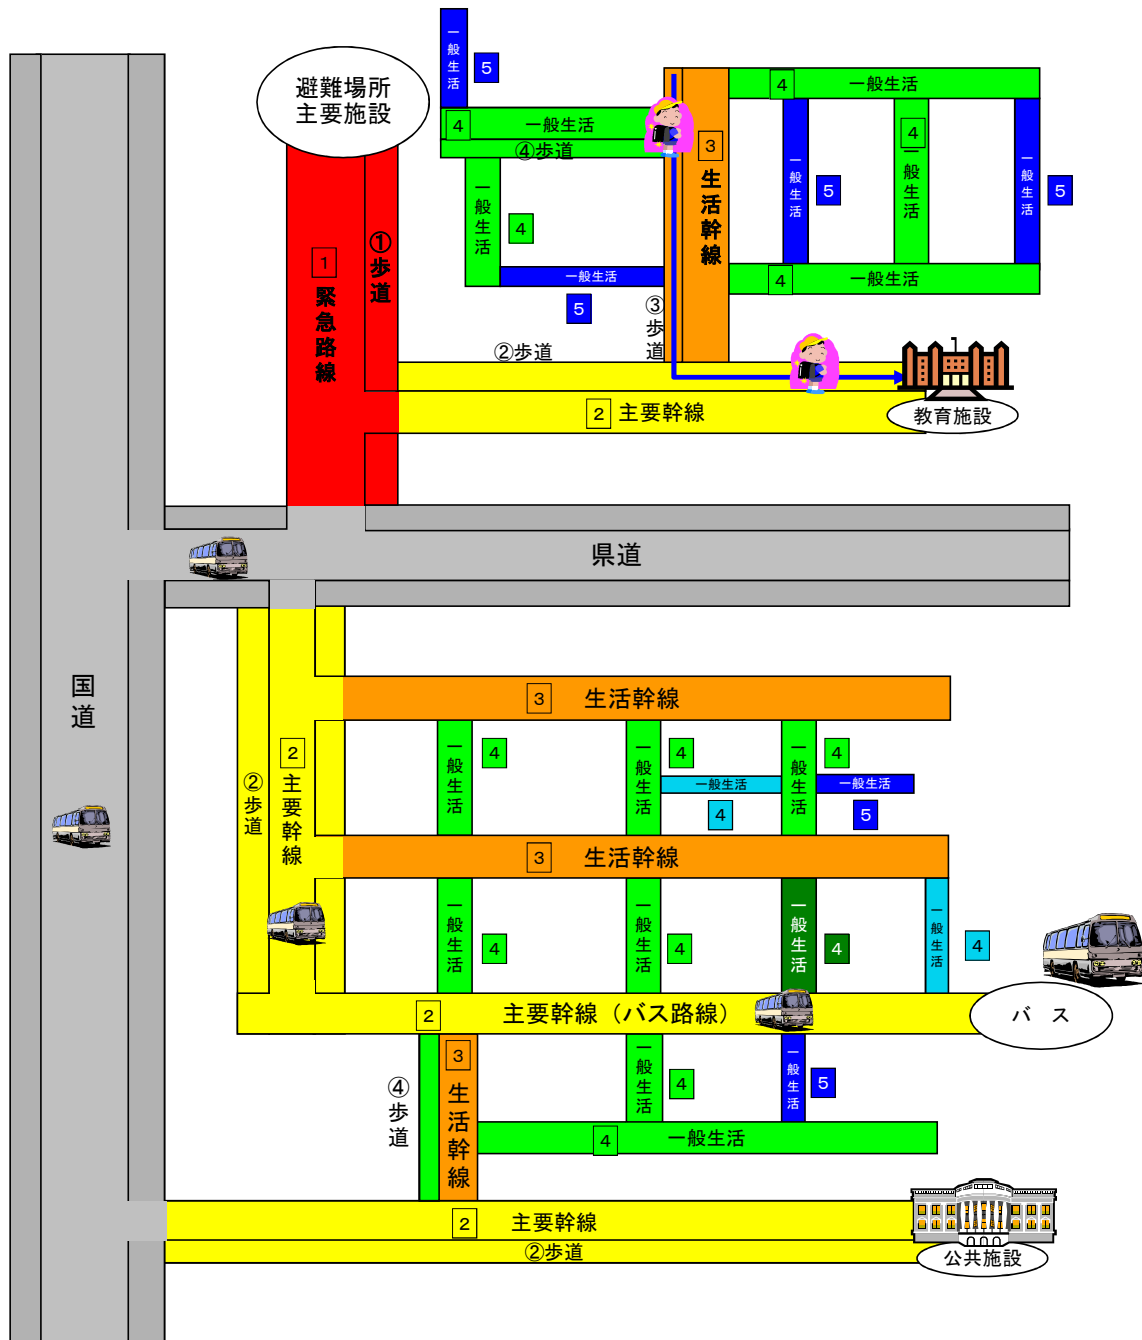 一般生活
5
避難場所
主要施設
4
一般生活
④歩道
一般生活
4
一般生活
5
3
生活幹線
③歩道
4
一般生活
一般生活
5
4
一般生活
一般生活
5
4
一般生活
1
緊急路線
①歩道
②歩道
2
主要幹線
教育施設
県道
国道
②歩道
2
主要幹線
3
生活幹線
一般生活
4
一般生活
4
一般生活
4
一般生活
4
一般生活
5
3
生活幹線
一般生活
4
一般生活
4
一般生活
4
一般生活
4
2
主要幹線（バス路線）
バ ス
④歩道
3
生活幹線
一般生活
4
一般生活
5
4
一般生活
2
主要幹線
②歩道
公共施設